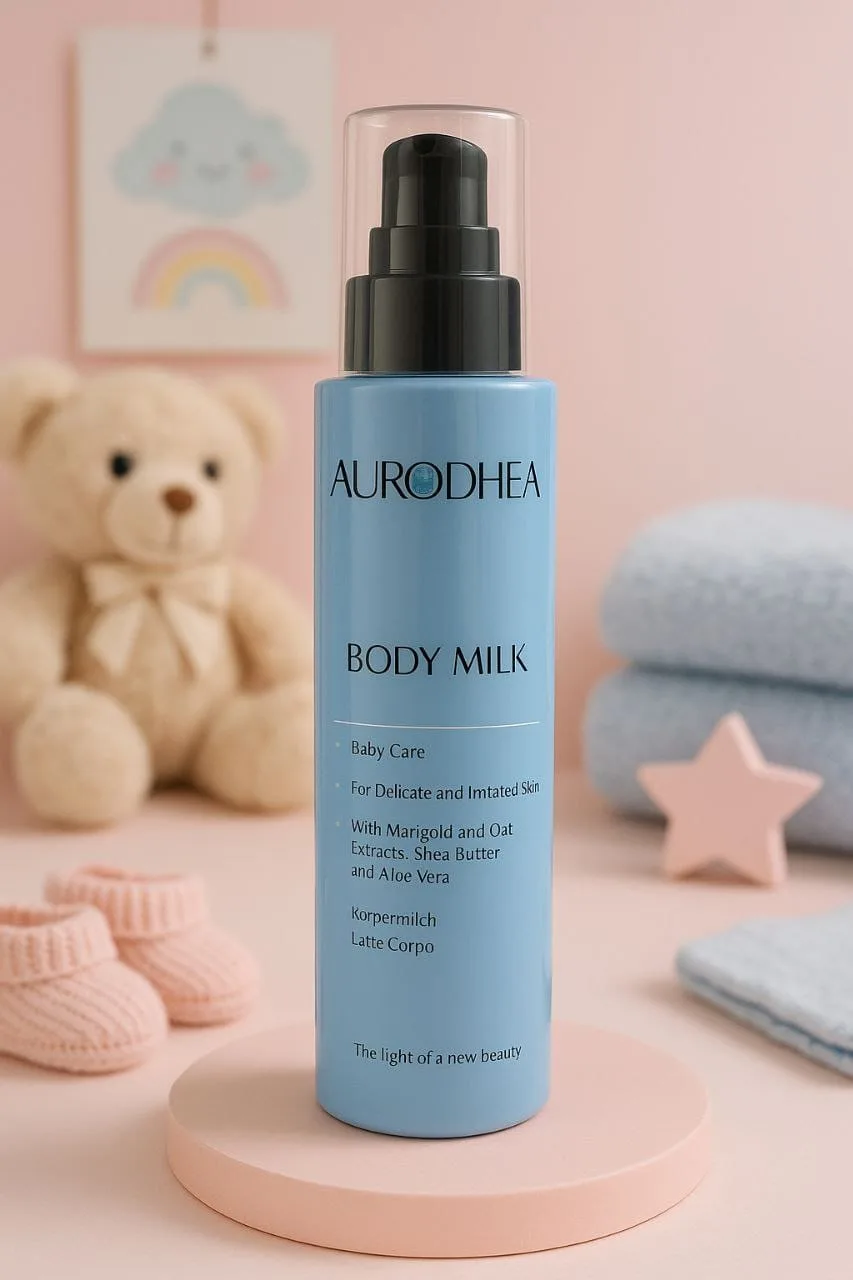 AURODHEA
BODY MILK
Baby Care
For Delicate and Imtated Skin
With Marigold and Oat
Extracts. Shea Butter
and Aloe Vera
Korpermilch
Latte Corpo
The light of a new beauty